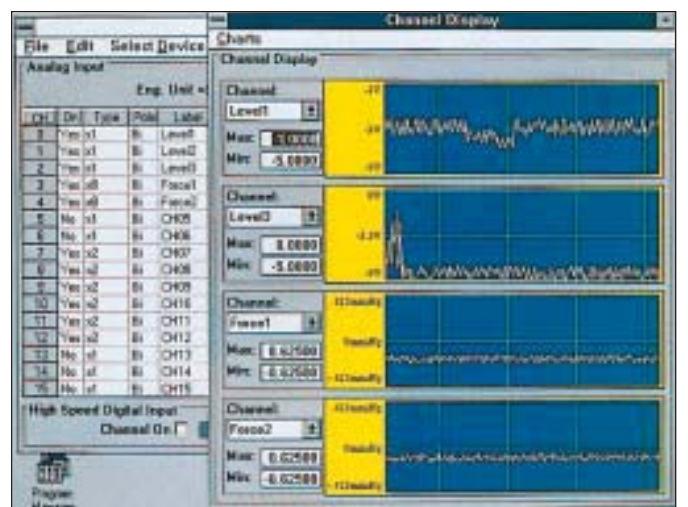 Channel Display
File Edit Select Device
Charts
Analog Input
Channel Display
Eng. Unit =
CH On Type Pole Label
0 Yes x1 Bi Level1
1 Yes x1 Bi Level2
2 Yes x1 Bi Level3
3 Yes x8 Bi Force1
4 Yes x8 Bi Force2
5 No x1 Bi CH05
6 No x1 Bi CH06
7 Yes x2 Bi CH07
8 Yes x2 Bi CH08
9 Yes x2 Bi CH09
10 Yes x2 Bi CH10
11 Yes x2 Bi CH11
12 Yes x2 Bi CH12
13 No x1 Bi CH13
14 No x1 Bi CH14
15 No x1 Bi CH15
High Speed Digital Input
Channel On
Program
Channel:
Level1
Max:
Min: -5.0000
Channel:
Level3
Max: 0.0000
Min: -5.0000
Channel:
Force1
Max: 0.62500
Min: -0.62500
Channel:
Force2
Max: 0.62500
Min: -0.62500